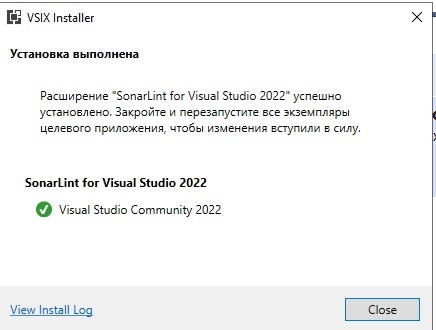 VSIX Installer
Установка выполнена
Расширение "SonarLint for Visual Studio 2022" успешно
установлено. Закройте и перезапустите все экземпляры
целевого приложения, чтобы изменения вступили в силу.
SonarLint for Visual Studio 2022
Visual Studio Community 2022
View Install Log
Close